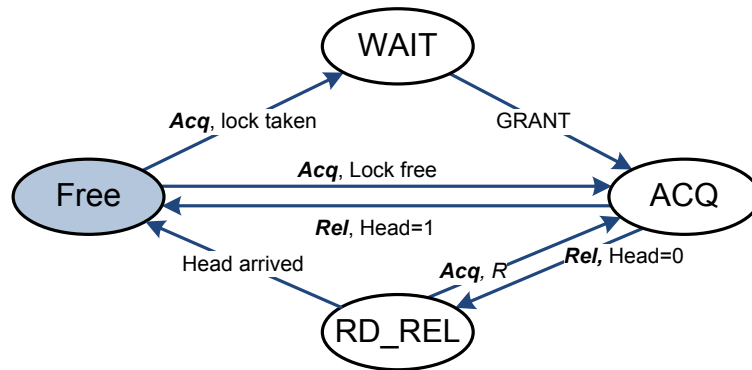 WAIT
Acq, lock taken
GRANT
Acq, Lock free
Free
ACQ
Rel, Head=1
Head arrived
Acq, R
Rel, Head=0
RD_REL